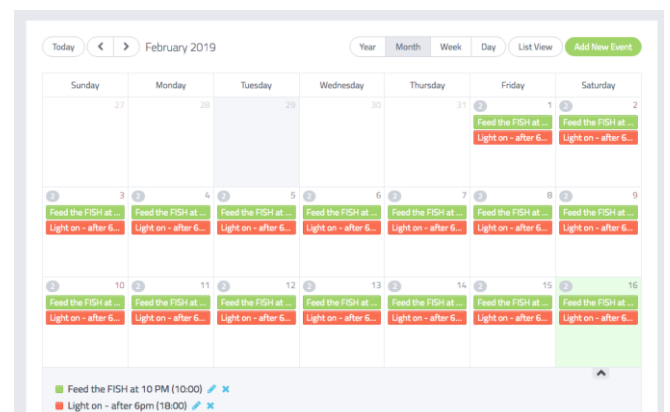 Today February 2019 Year Month Week Day List View Add New Event
Sunday Monday Tuesday Wednesday Thursday Friday Saturday
27 28 29 30 31 2 1 2 2
Feed the FISH at ... Feed the FISH at ...
Light on - after 6... Light on - after 6...
2 3 2 4 2 5 2 6 2 7 2 8 2 9
Feed the FISH at ... Feed the FISH at ... Feed the FISH at ... Feed the FISH at ... Feed the FISH at ... Feed the FISH at ... Feed the FISH at ...
Light on - after 6... Light on - after 6... Light on - after 6... Light on - after 6... Light on - after 6... Light on - after 6... Light on - after 6...
2 10 2 11 2 12 2 13 2 14 2 15 2 16
Feed the FISH at ... Feed the FISH at ... Feed the FISH at ... Feed the FISH at ... Feed the FISH at ... Feed the FISH at ... Feed the FISH at ...
Light on - after 6... Light on - after 6... Light on - after 6... Light on - after 6... Light on - after 6... Light on - after 6... Light on - after 6...
Feed the FISH at 10 PM (10:00)
Light on - after 6pm (18:00)